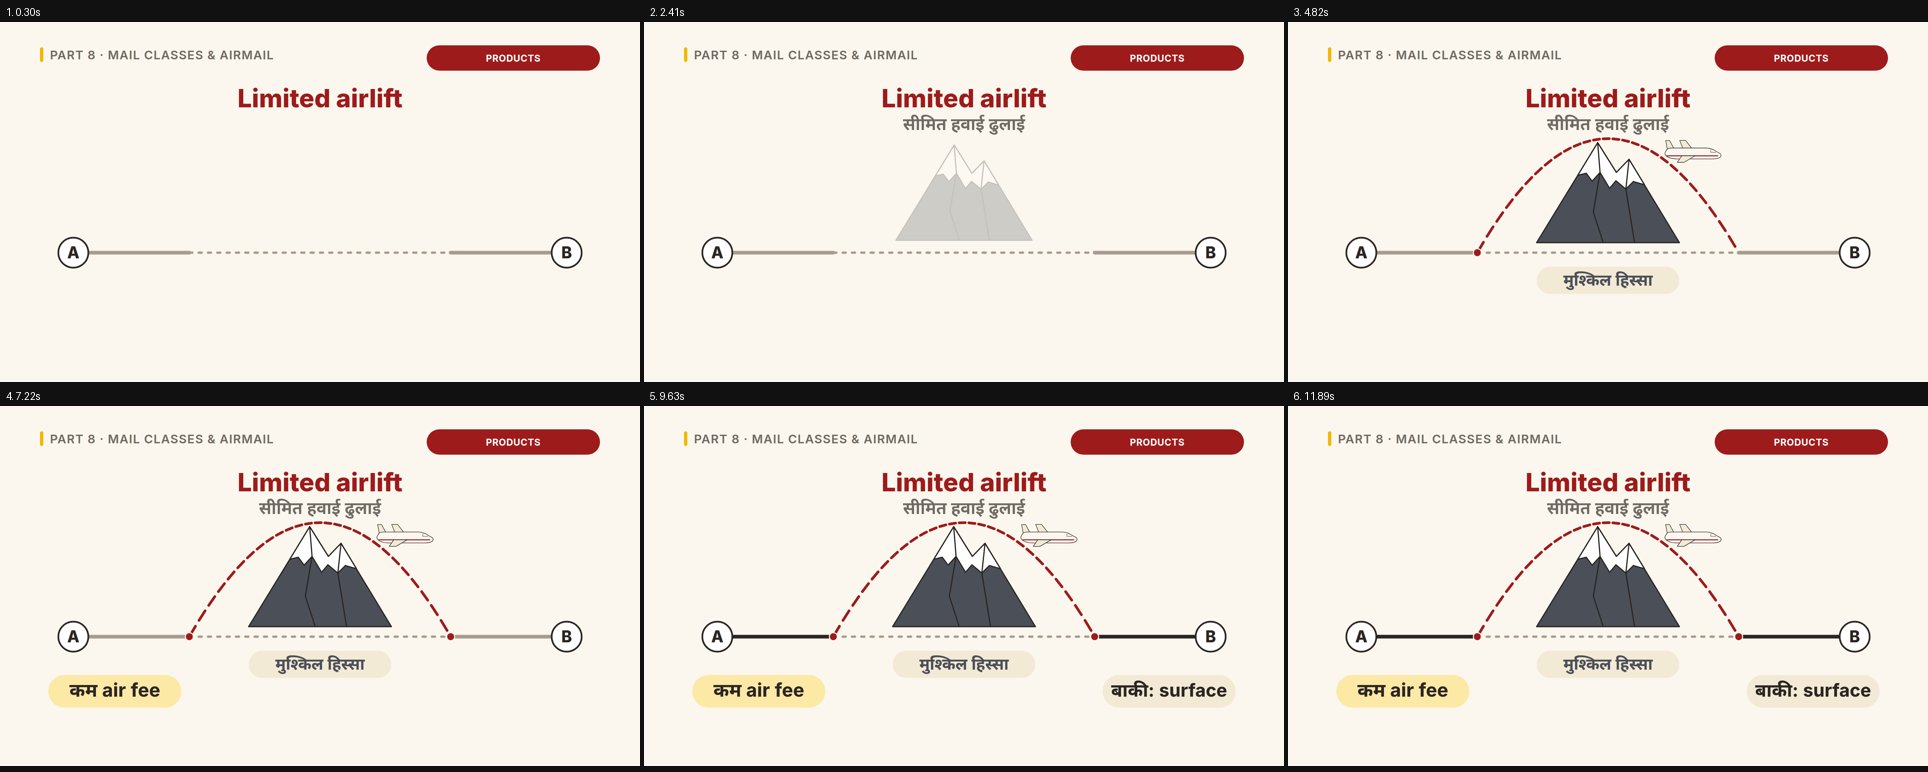 1. 0.30s
PART 8 · MAIL CLASSES & AIRMAIL
PRODUCTS
Limited airlift
A
B
2. 2.41s
PART 8 · MAIL CLASSES & AIRMAIL
PRODUCTS
Limited airlift
सीमित हवाई ढुलाई
A
B
3. 4.82s
PART 8 · MAIL CLASSES & AIRMAIL
PRODUCTS
Limited airlift
सीमित हवाई ढुलाई
A
B
मुश्किल हिस्सा
4. 7.22s
PART 8 · MAIL CLASSES & AIRMAIL
PRODUCTS
Limited airlift
सीमित हवाई ढुलाई
A
B
मुश्किल हिस्सा
कम air fee
5. 9.63s
PART 8 · MAIL CLASSES & AIRMAIL
PRODUCTS
Limited airlift
सीमित हवाई ढुलाई
A
B
मुश्किल हिस्सा
कम air fee
बाकी: surface
6. 11.89s
PART 8 · MAIL CLASSES & AIRMAIL
PRODUCTS
Limited airlift
सीमित हवाई ढुलाई
A
B
मुश्किल हिस्सा
कम air fee
बाकी: surface